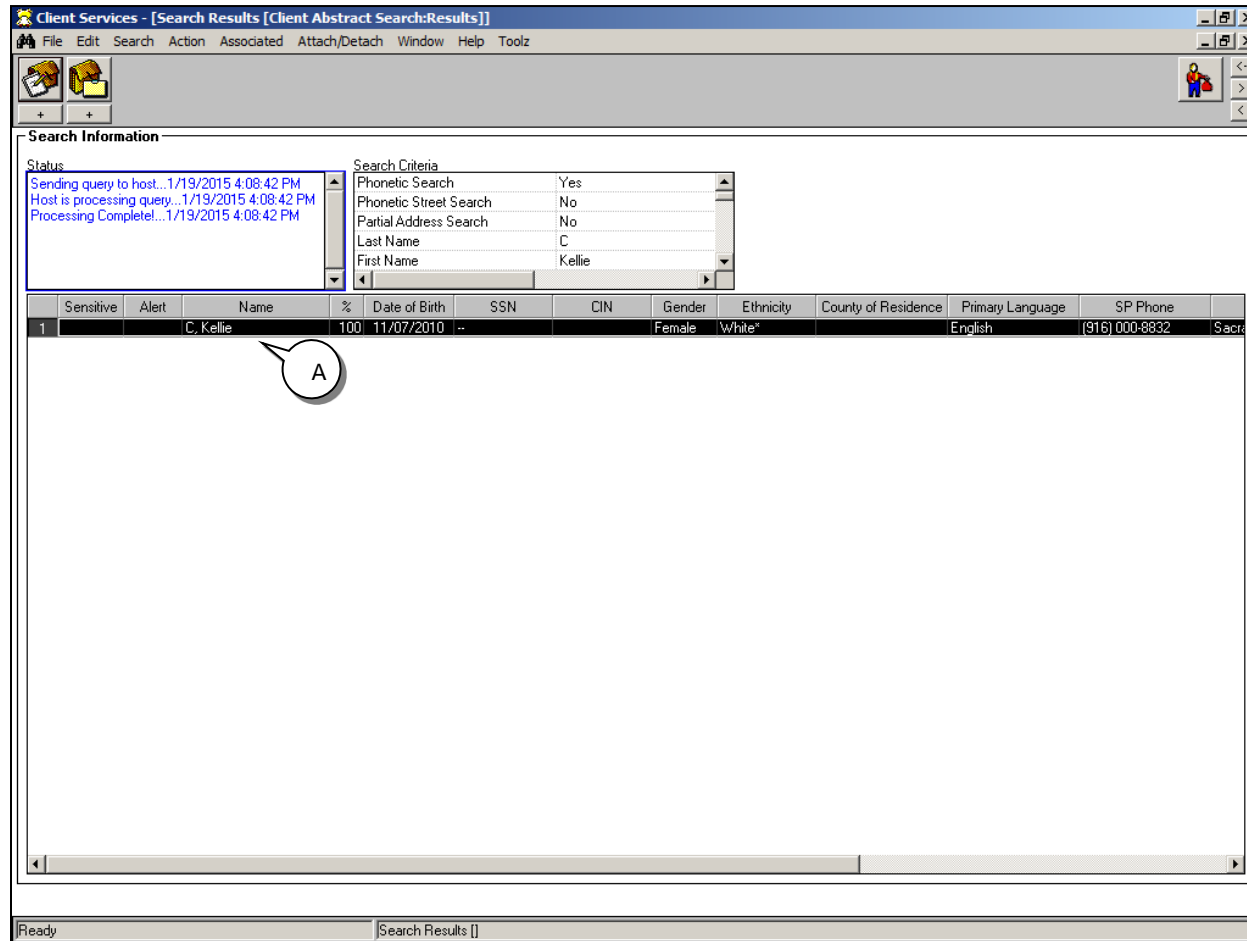 Client Services - [Search Results [Client Abstract Search:Results]]
File Edit Search Action Associated Attach/Detach Window Help Toolz
+ +
Search Information
Status
Sending query to host...1/19/2015 4:08:42 PM
Host is processing query...1/19/2015 4:08:42 PM
Processing Complete!...1/19/2015 4:08:42 PM
Search Criteria
Phonetic Search Yes
Phonetic Street Search No
Partial Address Search No
Last Name C
First Name Kellie
Sensitive Alert Name % Date of Birth SSN CIN Gender Ethnicity County of Residence Primary Language SP Phone
1 C, Kellie 100 11/07/2010 -- Female White* English (916) 000-8832 Sacra
A
Ready Search Results []